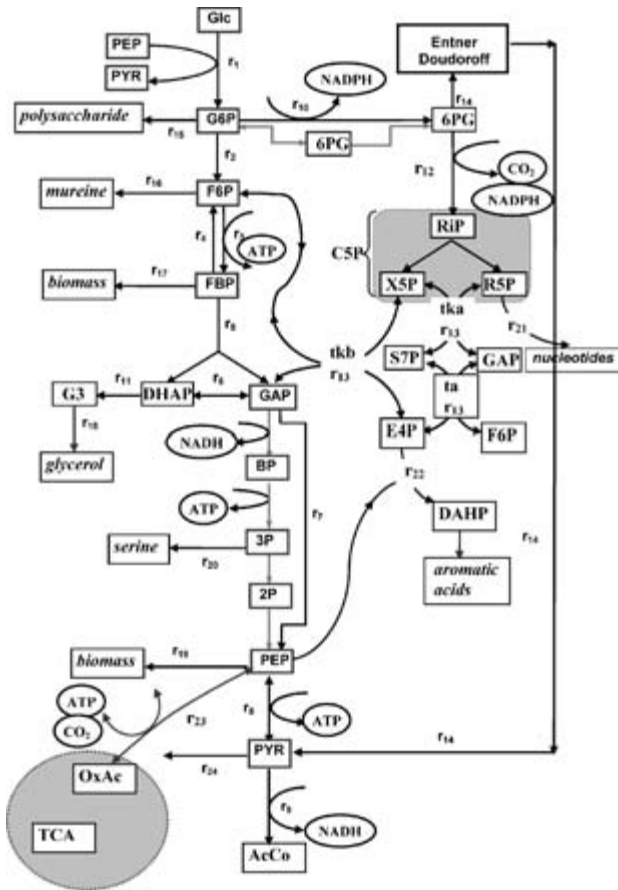 Glc
PEP
PYR
r1
Entner
Doudoroff
NADPH
r10
r14
polysaccharide
r15
G6P
6PG
6PG
r2
r12
CO2
NADPH
mureine
r16
F6P
RiP
C5P
r4
ATP
X5P
R5P
biomass
r17
FBP
tka
r13
r21
tkb
r13
S7P
GAP
nucleotides
G3
r11
DHAP
r6
GAP
ta
r13
E4P
F6P
r18
NADH
glycerol
BP
r22
ATP
r7
DAHP
serine
r20
3P
r14
aromatic
acids
2P
biomass
r19
PEP
ATP
CO2
r23
r8
ATP
OxAc
r24
PYR
r14
TCA
r9
NADH
AcCo